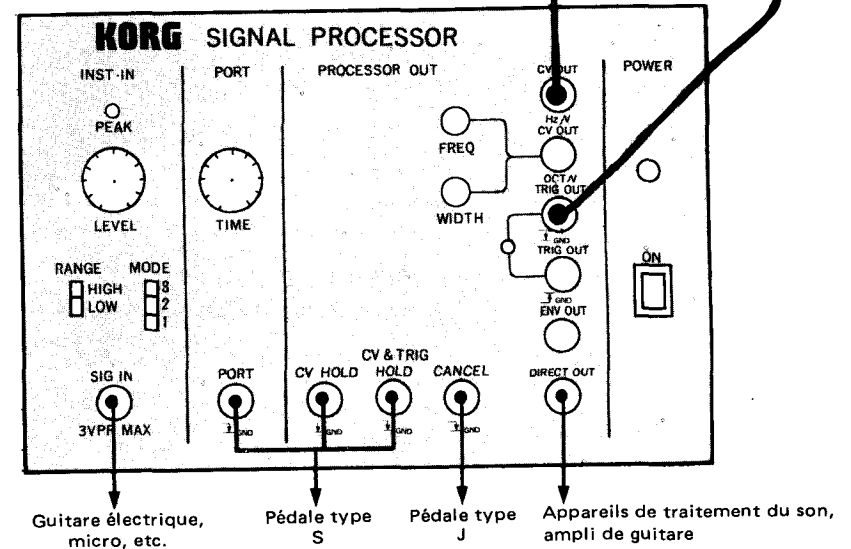 KORG SIGNAL PROCESSOR
INST-IN
PORT
PROCESSOR OUT
CV OUT
POWER
PEAK
Hz/V
CV OUT
FREQ
OCT/V
TRIG OUT
WIDTH
LEVEL
TIME
GND
TRIG OUT
ON
RANGE
MODE
HIGH
LOW
3
2
1
GND
ENV OUT
SIG IN
PORT
CV HOLD
CV & TRIG
HOLD
CANCEL
DIRECT OUT
3VPP MAX
GND
GND
GND
GND
Guitare électrique,
micro, etc.
Pédale type
S
Pédale type
J
Appareils de traitement du son,
ampli de guitare